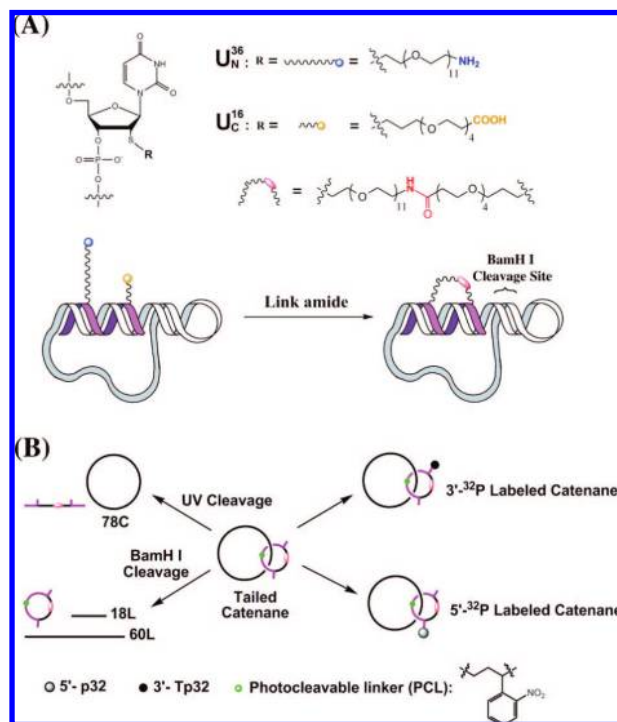 (A)
U_N^36 : R = = O 11 NH2
U_C^16 : R = = O 4 COOH
= O 11 H N O O 4
O NH N O
O O
S R
O
O=P-O-
O
BamH I
Cleavage Site
Link amide
(B)
78C
UV Cleavage
3'-32P Labeled Catenane
BamH I
Cleavage
Tailed
Catenane
18L
60L
5'-32P Labeled Catenane
5'- p32 3'- Tp32 Photocleavable linker (PCL): NO2